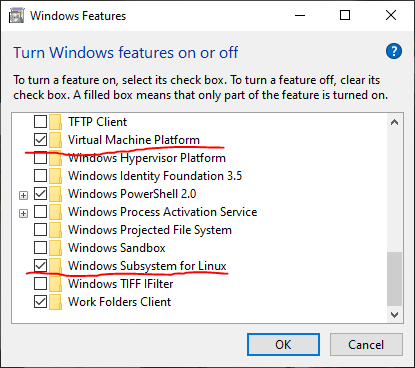 Windows Features
Turn Windows features on or off
To turn a feature on, select its check box. To turn a feature off, clear its
check box. A filled box means that only part of the feature is turned on.
TFTP Client
Virtual Machine Platform
Windows Hypervisor Platform
Windows Identity Foundation 3.5
Windows PowerShell 2.0
Windows Process Activation Service
Windows Projected File System
Windows Sandbox
Windows Subsystem for Linux
Windows TIFF IFilter
Work Folders Client
OK
Cancel